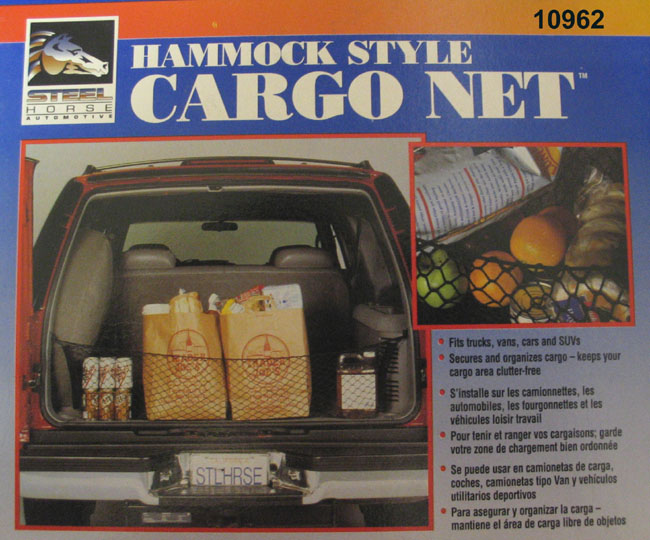 STEEL
HORSE
AUTOMOTIVE
HAMMOCK STYLE
CARGO NET™
10962
STLHRSE
• Fits trucks, vans, cars and SUVs
• Secures and organizes cargo – keeps your
cargo area clutter-free
• S'installe sur les camionnettes, les
automobiles, les fourgonnettes et les
véhicules loisir travail
• Pour tenir et ranger vos cargaisons; garde
votre zone de chargement bien ordonnée
• Se puede usar en camionetas de carga,
coches, camionetas tipo Van y vehículos
utilitarios deportivos
• Para asegurar y organizar la carga –
mantiene el área de carga libre de objetos